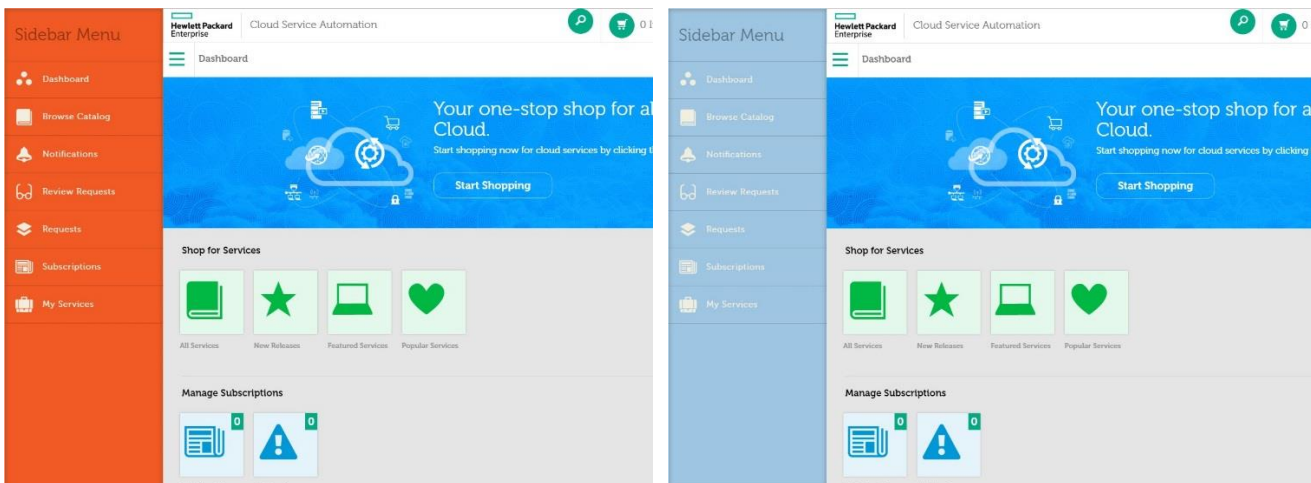 Sidebar Menu
Hewlett Packard
Enterprise
Cloud Service Automation
0
Dashboard
Dashboard
Browse Catalog
Notifications
Review Requests
Requests
Subscriptions
My Services
Your one-stop shop for al
Cloud.
Start shopping now for cloud services by clicking t
Start Shopping
Shop for Services
All Services
New Releases
Featured Services
Popular Services
Manage Subscriptions
0
0
Sidebar Menu
Hewlett Packard
Enterprise
Cloud Service Automation
0
Dashboard
Dashboard
Browse Catalog
Notifications
Review Requests
Requests
Subscriptions
My Services
Your one-stop shop for a
Cloud.
Start shopping now for cloud services by clicking
Start Shopping
Shop for Services
All Services
New Releases
Featured Services
Popular Services
Manage Subscriptions
0
0